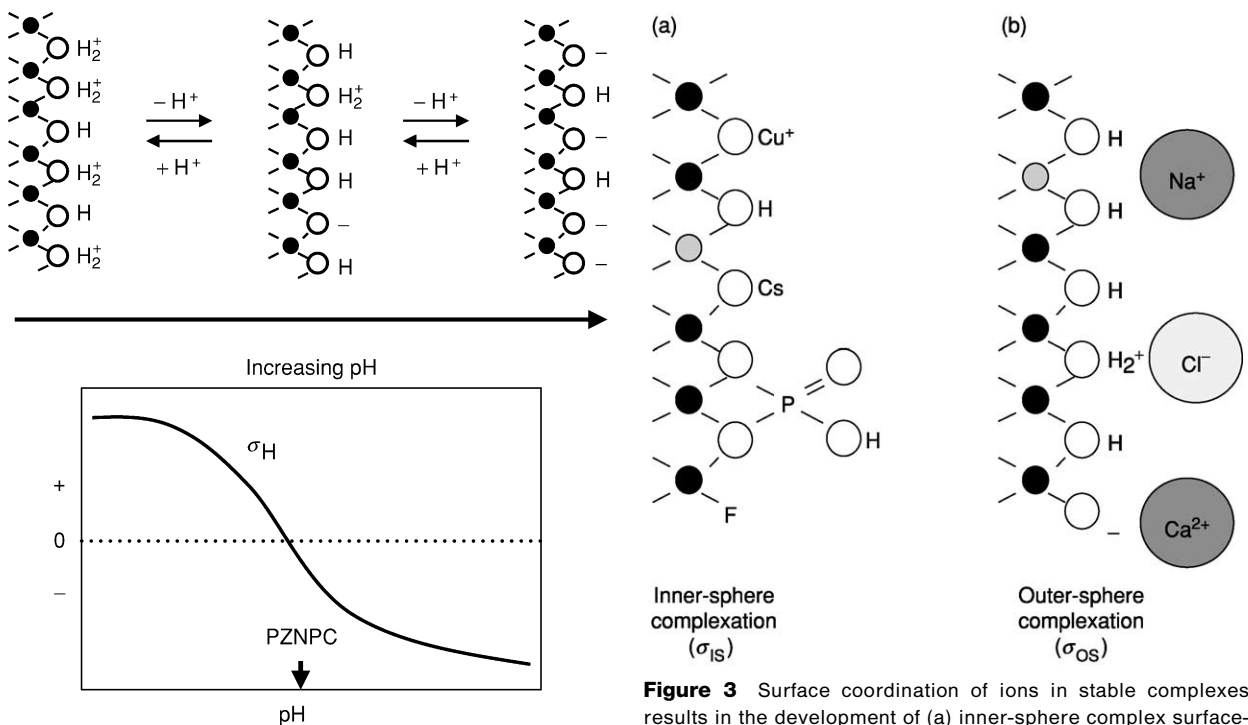 H₂⁺
H₂⁺
H
H₂⁺
H
H₂⁺
− H⁺
+ H⁺
H
H₂⁺
H
H
−
H
− H⁺
+ H⁺
−
H
−
H
−
−
Increasing pH
σH
+
0
−
PZNPC
pH
(a)
Cu⁺
H
Cs
P
H
F
Inner-sphere
complexation
(σIS)
(b)
H
Na⁺
H
H
H₂⁺
Cl⁻
H
Ca²⁺
−
Outer-sphere
complexation
(σOS)
Figure 3 Surface coordination of ions in stable complexes
results in the development of (a) inner-sphere complex surface-